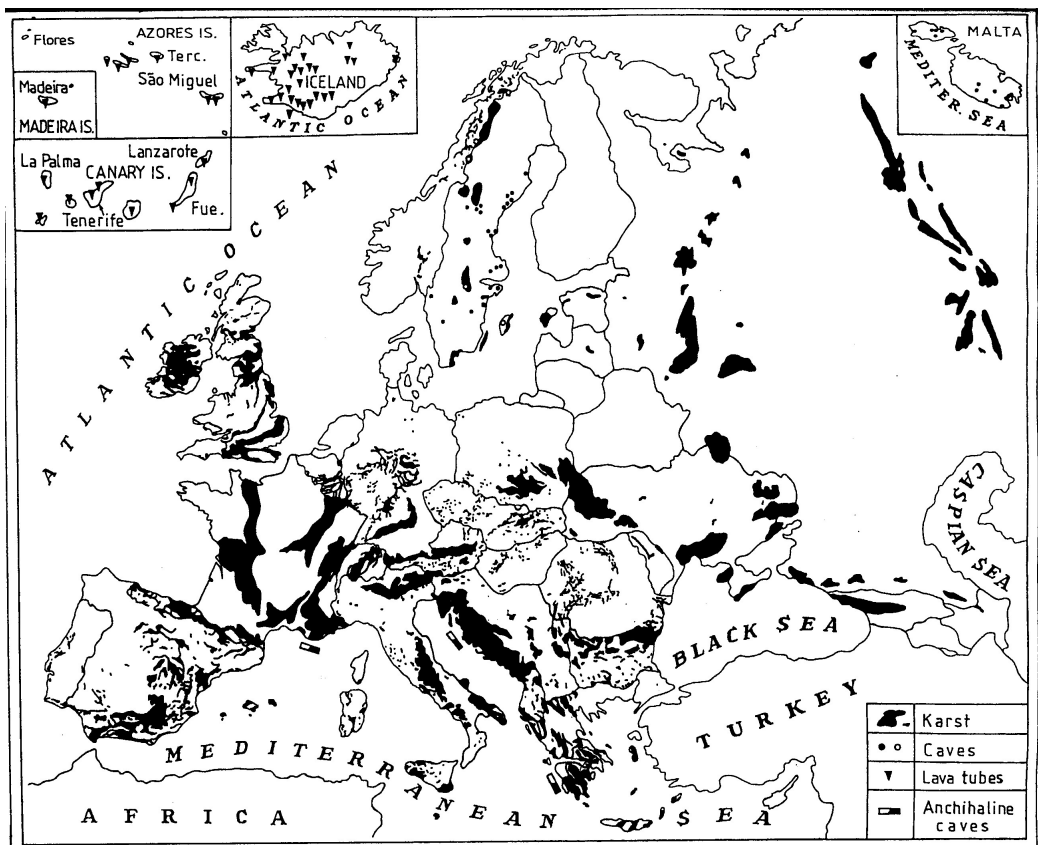 Flores
AZORES IS.
Terc.
São Miguel
Madeira
MADEIRA IS.
Lanzarote
La Palma
CANARY IS.
Tenerife
Fue.
ICELAND
ATLANTIC OCEAN
MALTA
MEDITER. SEA
ATLANTIC OCEAN
CASPIAN SEA
BLACK SEA
TURKEY
MEDITERRANEAN SEA
AFRICA
Karst
Caves
Lava tubes
Anchihaline
caves